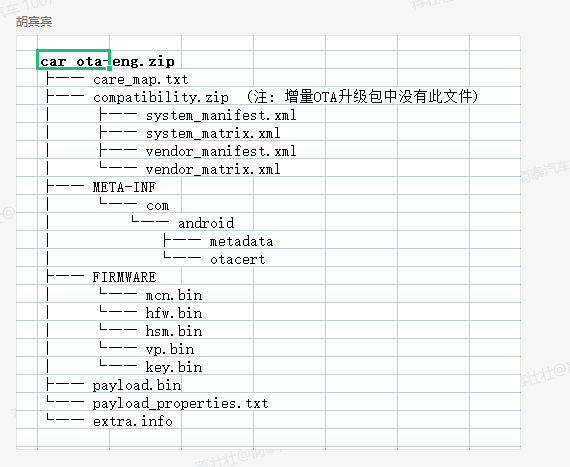 胡宾宾
car_ota-eng.zip
├── care_map.txt
├── compatibility.zip (注: 增量OTA升级包中没有此文件)
│   ├── system_manifest.xml
│   ├── system_matrix.xml
│   ├── vendor_manifest.xml
│   └── vendor_matrix.xml
├── META-INF
│   └── com
│       └── android
│           ├── metadata
│           └── otacert
├── FIRMWARE
│   └── mcn.bin
│   └── hfw.bin
│   └── hsm.bin
│   └── vp.bin
│   └── key.bin
├── payload.bin
└── payload_properties.txt
└── extra.info